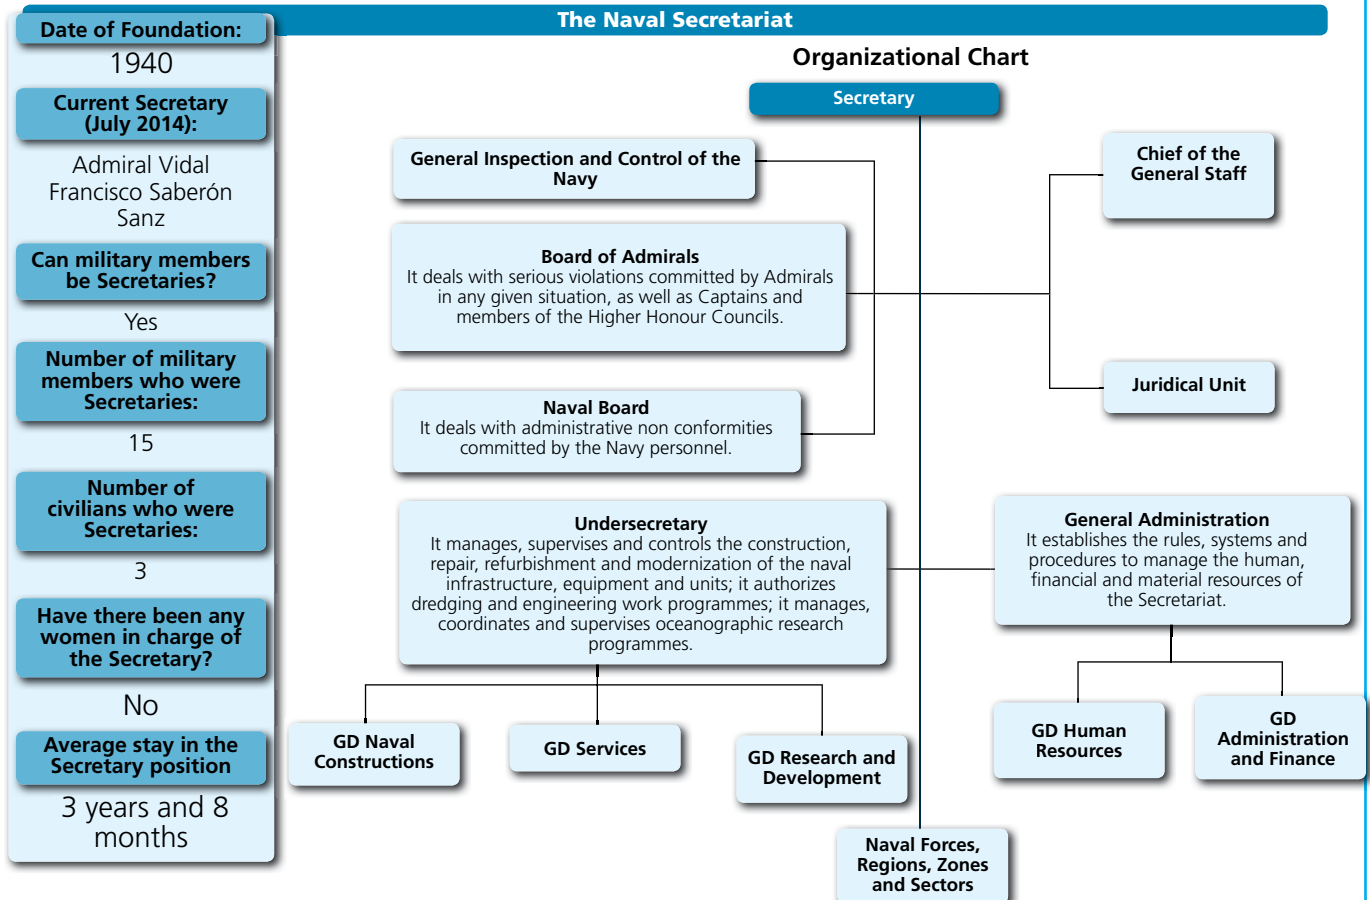 The Naval Secretariat
Date of Foundation:
1940
Current Secretary
(July 2014):
Admiral Vidal
Francisco Saberón
Sanz
Can military members
be Secretaries?
Yes
Number of military
members who were
Secretaries:
15
Number of
civilians who were
Secretaries:
3
Have there been any
women in charge of
the Secretary?
No
Average stay in the
Secretary position
3 years and 8
months
Organizational Chart
Secretary
General Inspection and Control of the
Navy
Chief of the
General Staff
Board of Admirals
It deals with serious violations committed by Admirals
in any given situation, as well as Captains and
members of the Higher Honour Councils.
Juridical Unit
Naval Board
It deals with administrative non conformities
committed by the Navy personnel.
Undersecretary
It manages, supervises and controls the construction,
repair, refurbishment and modernization of the naval
infrastructure, equipment and units; it authorizes
dredging and engineering work programmes; it manages,
coordinates and supervises oceanographic research
programmes.
General Administration
It establishes the rules, systems and
procedures to manage the human,
financial and material resources of
the Secretariat.
GD Naval
Constructions
GD Services
GD Research and
Development
GD Human
Resources
GD
Administration
and Finance
Naval Forces,
Regions, Zones
and Sectors